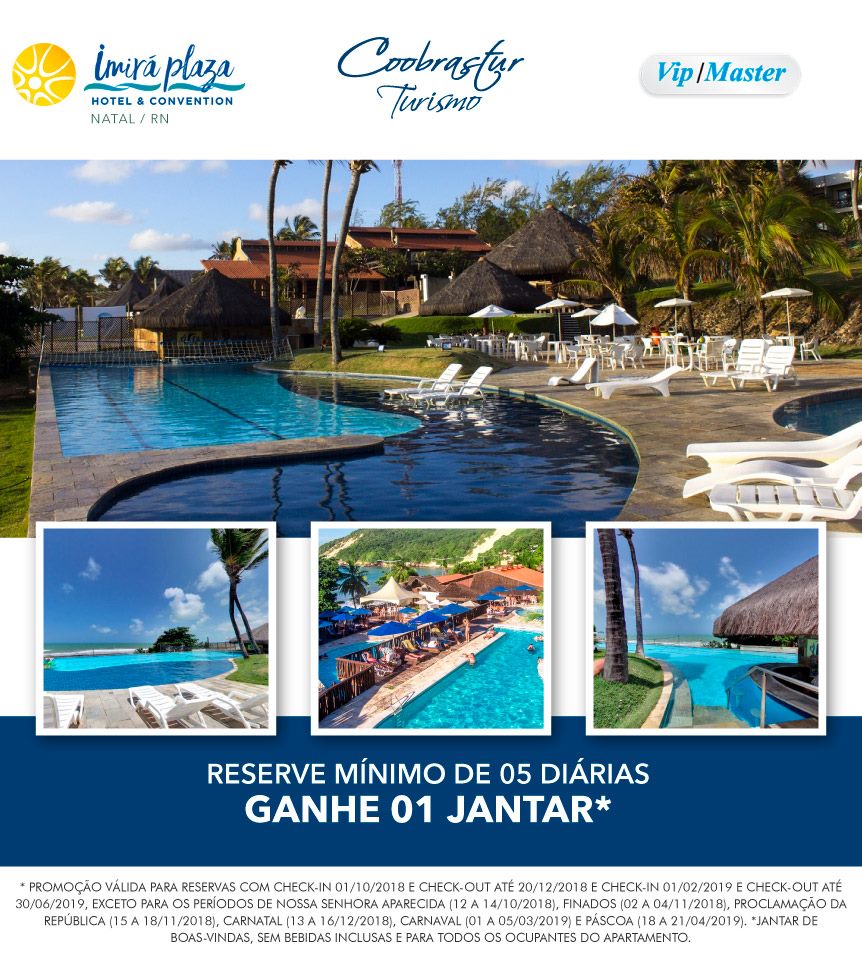 imirá plaza
HOTEL & CONVENTION
NATAL / RN
Coobrastur
Turismo
Vip/Master
RESERVE MÍNIMO DE 05 DIÁRIAS
GANHE 01 JANTAR*
* PROMOÇÃO VÁLIDA PARA RESERVAS COM CHECK-IN 01/10/2018 E CHECK-OUT ATÉ 20/12/2018 E CHECK-IN 01/02/2019 E CHECK-OUT ATÉ
30/06/2019, EXCETO PARA OS PERÍODOS DE NOSSA SENHORA APARECIDA (12 A 14/10/2018), FINADOS (02 A 04/11/2018), PROCLAMAÇÃO DA
REPÚBLICA (15 A 18/11/2018), CARNATAL (13 A 16/12/2018), CARNAVAL (01 A 05/03/2019) E PÁSCOA (18 A 21/04/2019). *JANTAR DE
BOAS-VINDAS, SEM BEBIDAS INCLUSAS E PARA TODOS OS OCUPANTES DO APARTAMENTO.